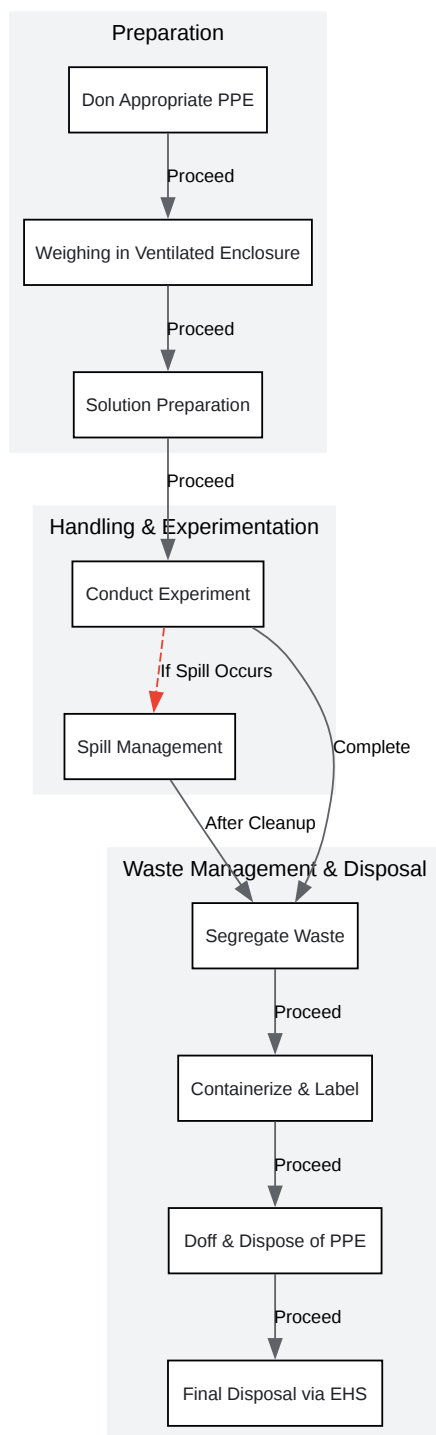 Preparation
Don Appropriate PPE
Proceed
Weighing in Ventilated Enclosure
Proceed
Solution Preparation
Proceed
Handling & Experimentation
Conduct Experiment
If Spill Occurs
Spill Management
Complete
After Cleanup
Waste Management & Disposal
Segregate Waste
Proceed
Containerize & Label
Proceed
Doff & Dispose of PPE
Proceed
Final Disposal via EHS